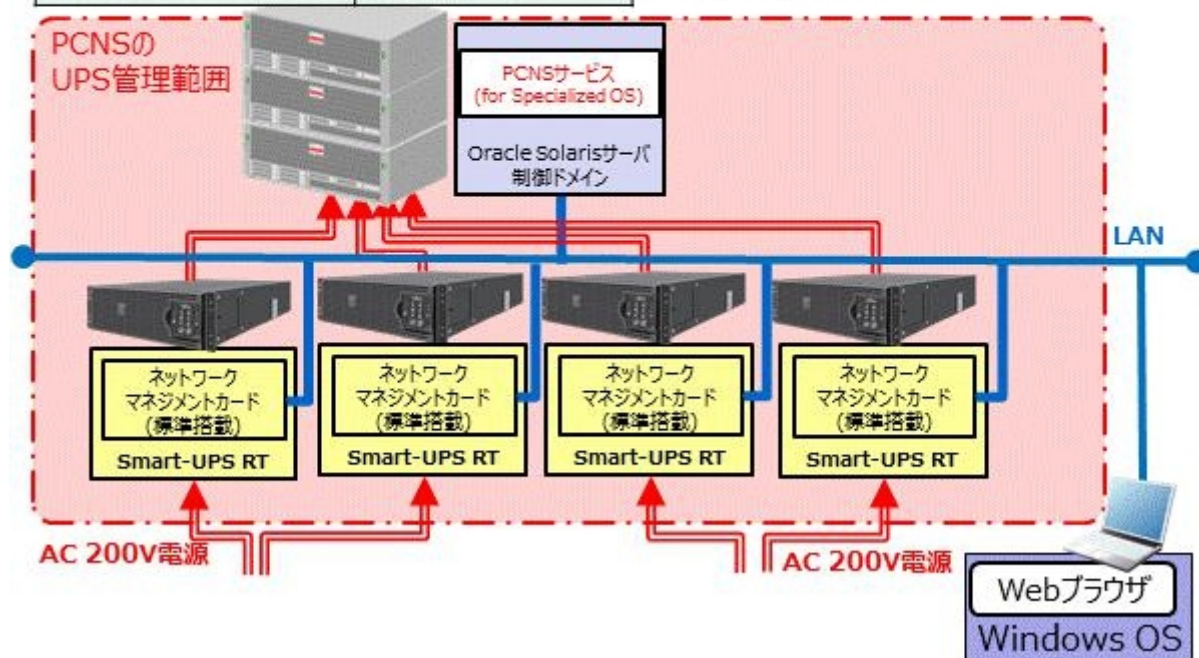 PCNSの
UPS管理範囲
PCNSサービス
(for Specialized OS)
Oracle Solarisサーバ
制御ドメイン
LAN
ネットワーク
マネジメントカード
(標準搭載)
Smart-UPS RT
ネットワーク
マネジメントカード
(標準搭載)
Smart-UPS RT
ネットワーク
マネジメントカード
(標準搭載)
Smart-UPS RT
ネットワーク
マネジメントカード
(標準搭載)
Smart-UPS RT
AC 200V電源
AC 200V電源
Webブラウザ
Windows OS